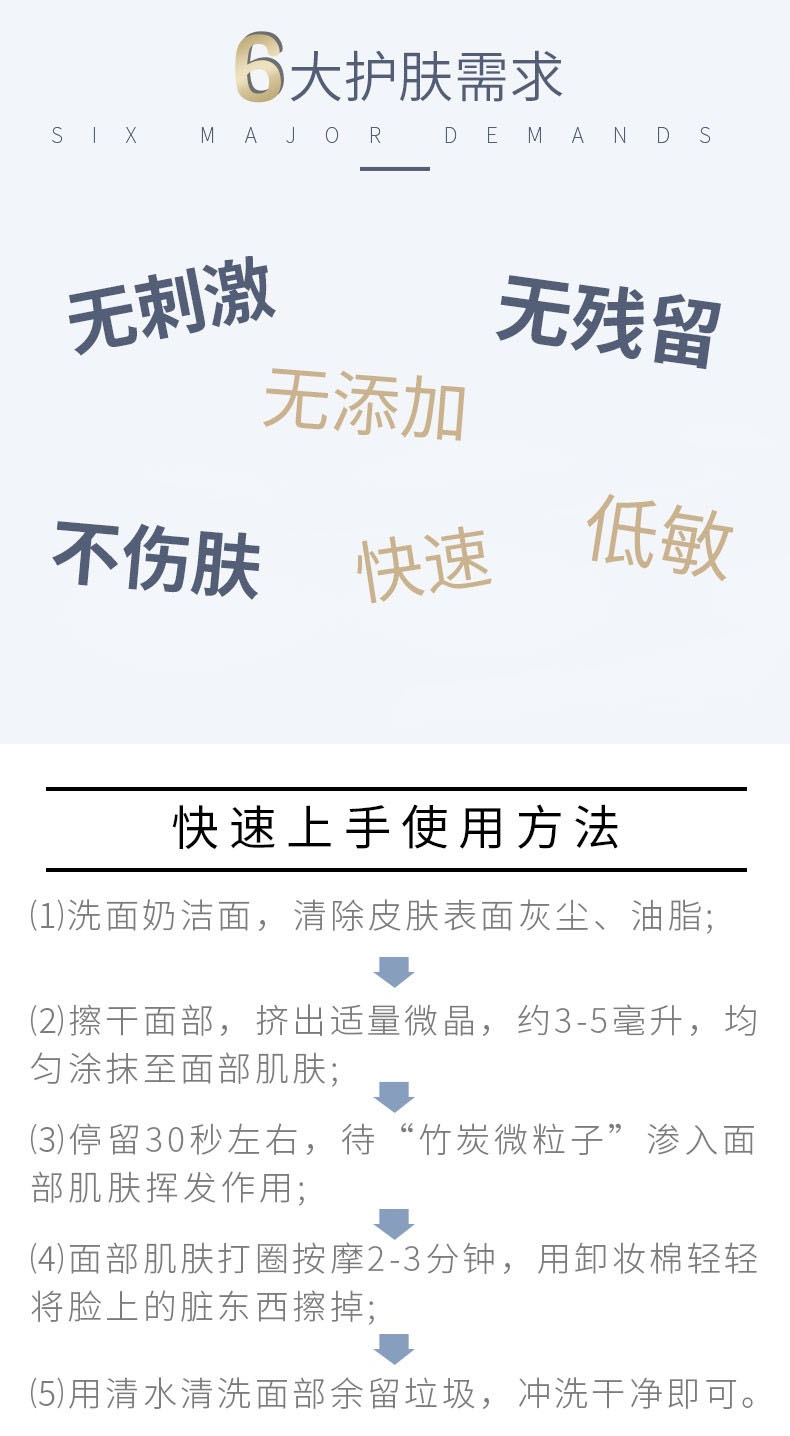 6大护肤需求
SIX MAJOR DEMANDS
无刺激
无残留
无添加
不伤肤
快速
低敏
快速上手使用方法
(1)洗面奶洁面，清除皮肤表面灰尘、油脂;
(2)擦干面部，挤出适量微晶，约3-5毫升，均
匀涂抹至面部肌肤;
(3)停留30秒左右，待“竹炭微粒子”渗入面
部肌肤挥发作用;
(4)面部肌肤打圈按摩2-3分钟，用卸妆棉轻轻
将脸上的脏东西擦掉;
(5)用清水清洗面部余留垃圾，冲洗干净即可。